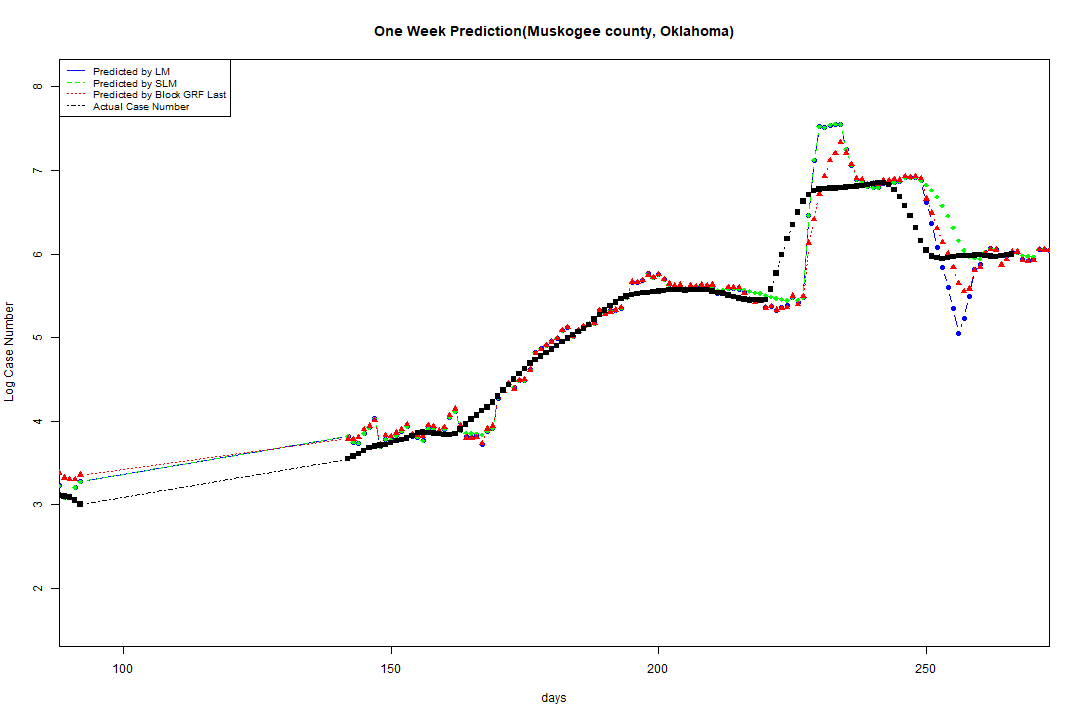 One Week Prediction(Muskogee county, Oklahoma)
Predicted by LM
Predicted by SLM
Predicted by Block GRF Last
Actual Case Number
8
7
6
5
4
3
2
Log Case Number
100 150 200 250
days